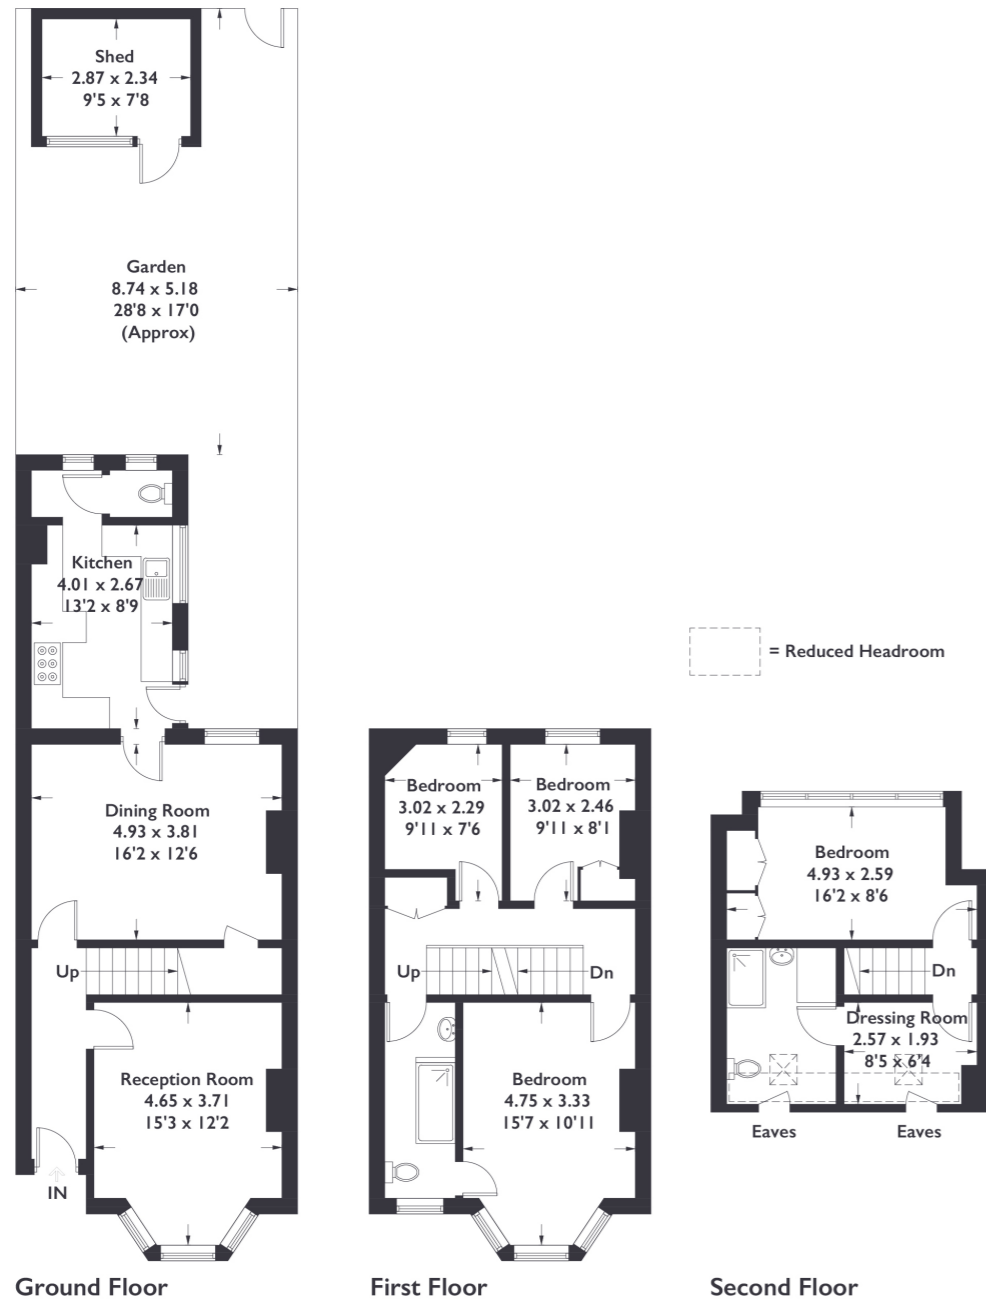 Shed
2.87 x 2.34
9'5 x 7'8
Garden
8.74 x 5.18
28'8 x 17'0
(Approx)
Kitchen
4.01 x 2.67
13'2 x 8'9
Dining Room
4.93 x 3.81
16'2 x 12'6
Up
Reception Room
4.65 x 3.71
15'3 x 12'2
IN
Ground Floor
Bedroom
3.02 x 2.29
9'11 x 7'6
Bedroom
3.02 x 2.46
9'11 x 8'1
Up
Dn
Bedroom
4.75 x 3.33
15'7 x 10'11
First Floor
= Reduced Headroom
Bedroom
4.93 x 2.59
16'2 x 8'6
Dn
Dressing Room
2.57 x 1.93
8'5 x 6'4
Eaves
Eaves
Second Floor